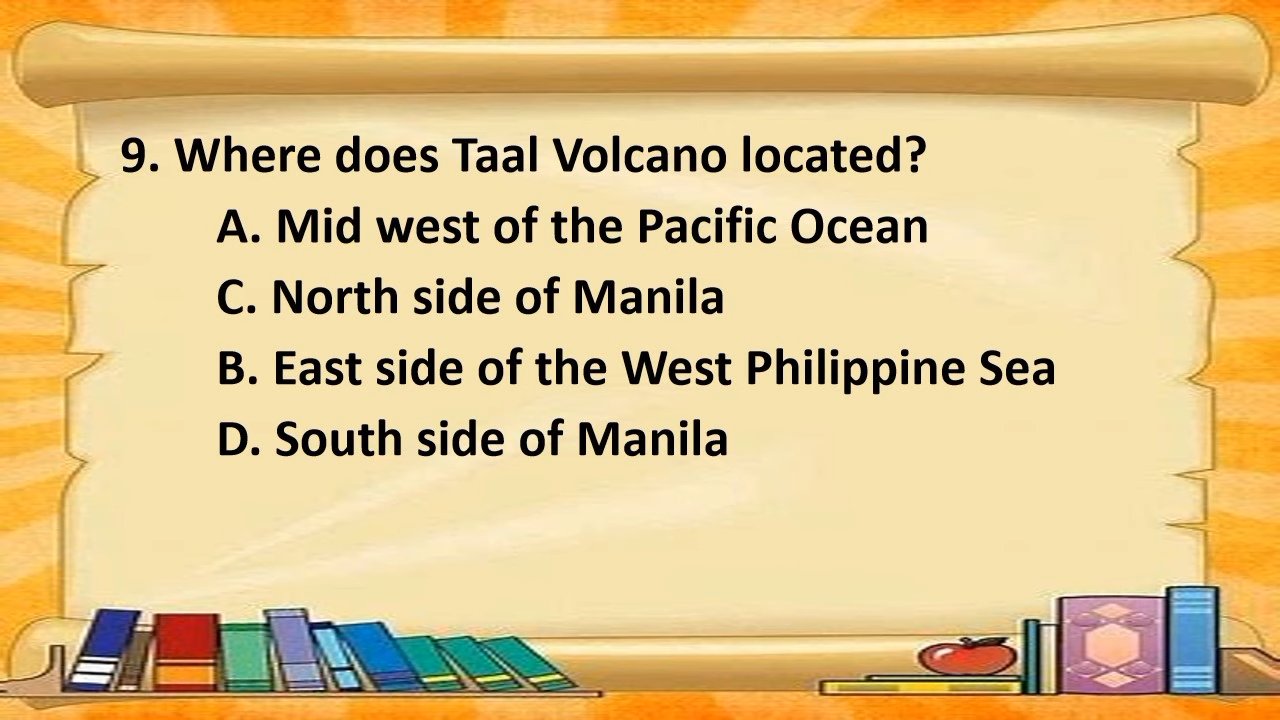 9. Where does Taal Volcano located?
A. Mid west of the Pacific Ocean
C. North side of Manila
B. East side of the West Philippine Sea
D. South side of Manila